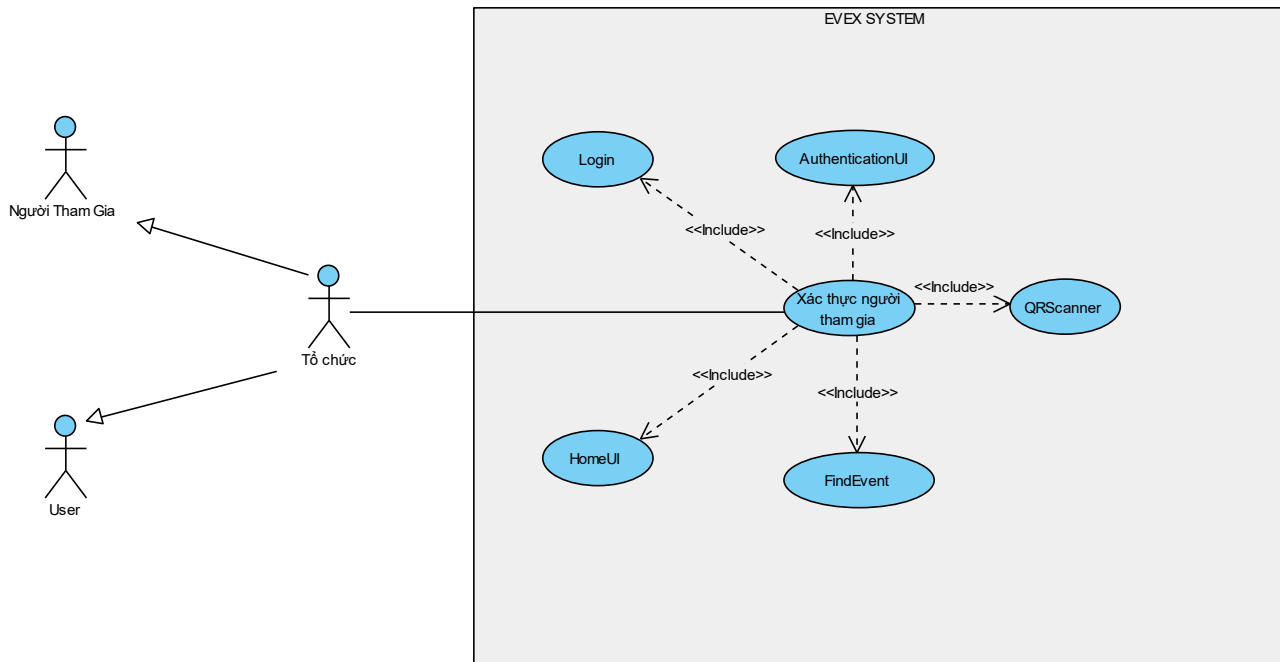 EVEX SYSTEM
Người Tham Gia
Login
AuthenticationUI
<<Include>>
<<Include>>
Tổ chức
Xác thực người
tham gia
<<Include>>
QRScanner
<<Include>>
<<Include>>
User
HomeUI
FindEvent